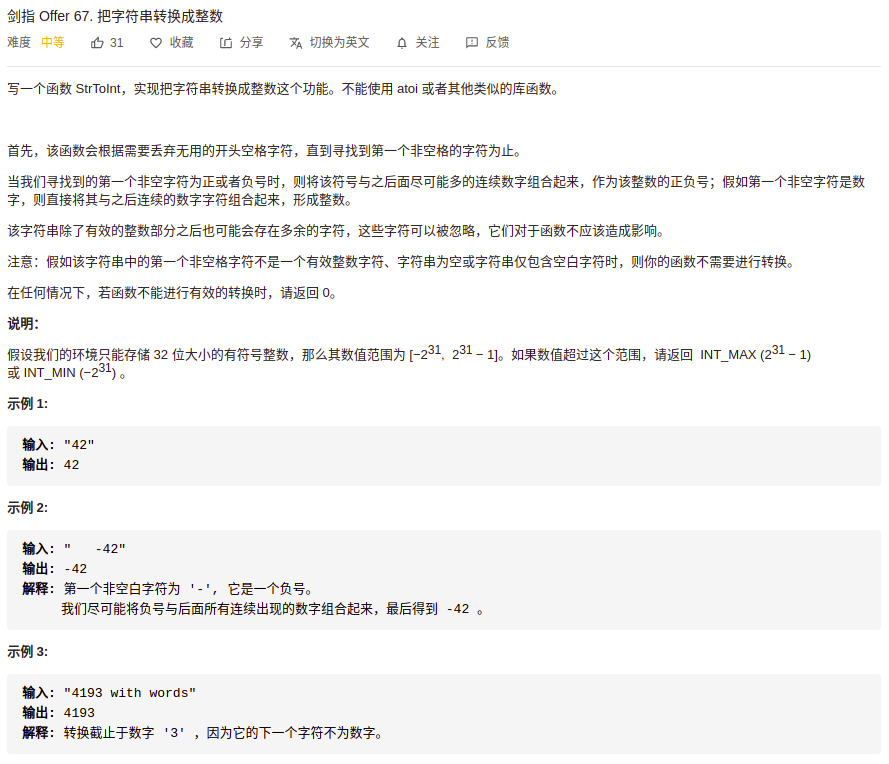 剑指 Offer 67. 把字符串转换成整数
难度 中等 31 收藏 分享 切换为英文 关注 反馈
写一个函数 StrToInt，实现把字符串转换成整数这个功能。不能使用 atoi 或者其他类似的库函数。
首先，该函数会根据需要丢弃无用的开头空格字符，直到寻找到第一个非空格的字符为止。
当我们寻找到的第一个非空字符为正或者负号时，则将该符号与之后面尽可能多的连续数字组合起来，作为该整数的正负号；假如第一个非空字符是数
字，则直接将其与之后连续的数字字符组合起来，形成整数。
该字符串除了有效的整数部分之后也可能会存在多余的字符，这些字符可以被忽略，它们对于函数不应该造成影响。
注意：假如该字符串中的第一个非空格字符不是一个有效整数字符、字符串为空或字符串仅包含空白字符时，则你的函数不需要进行转换。
在任何情况下，若函数不能进行有效的转换时，请返回 0。
说明：
假设我们的环境只能存储 32 位大小的有符号整数，那么其数值范围为 [−2³¹, 2³¹ − 1]。如果数值超过这个范围，请返回 INT_MAX (2³¹ − 1)
或 INT_MIN (−2³¹) 。
示例 1:
输入: "42"
输出: 42
示例 2:
输入: "   -42"
输出: -42
解释: 第一个非空白字符为 '-', 它是一个负号。
我们尽可能将负号与后面所有连续出现的数字组合起来，最后得到 -42 。
示例 3:
输入: "4193 with words"
输出: 4193
解释: 转换截止于数字 '3' ，因为它的下一个字符不为数字。